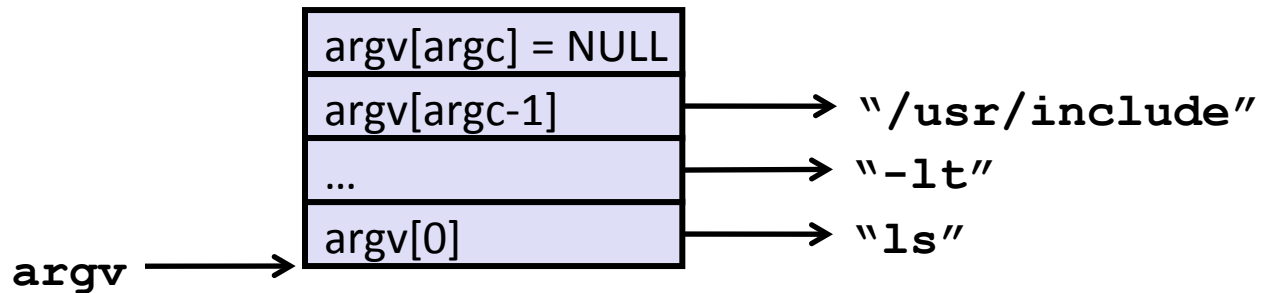 argv[argc] = NULL
argv[argc-1]
“/usr/include”
…
“-lt”
argv[0]
“ls”
argv